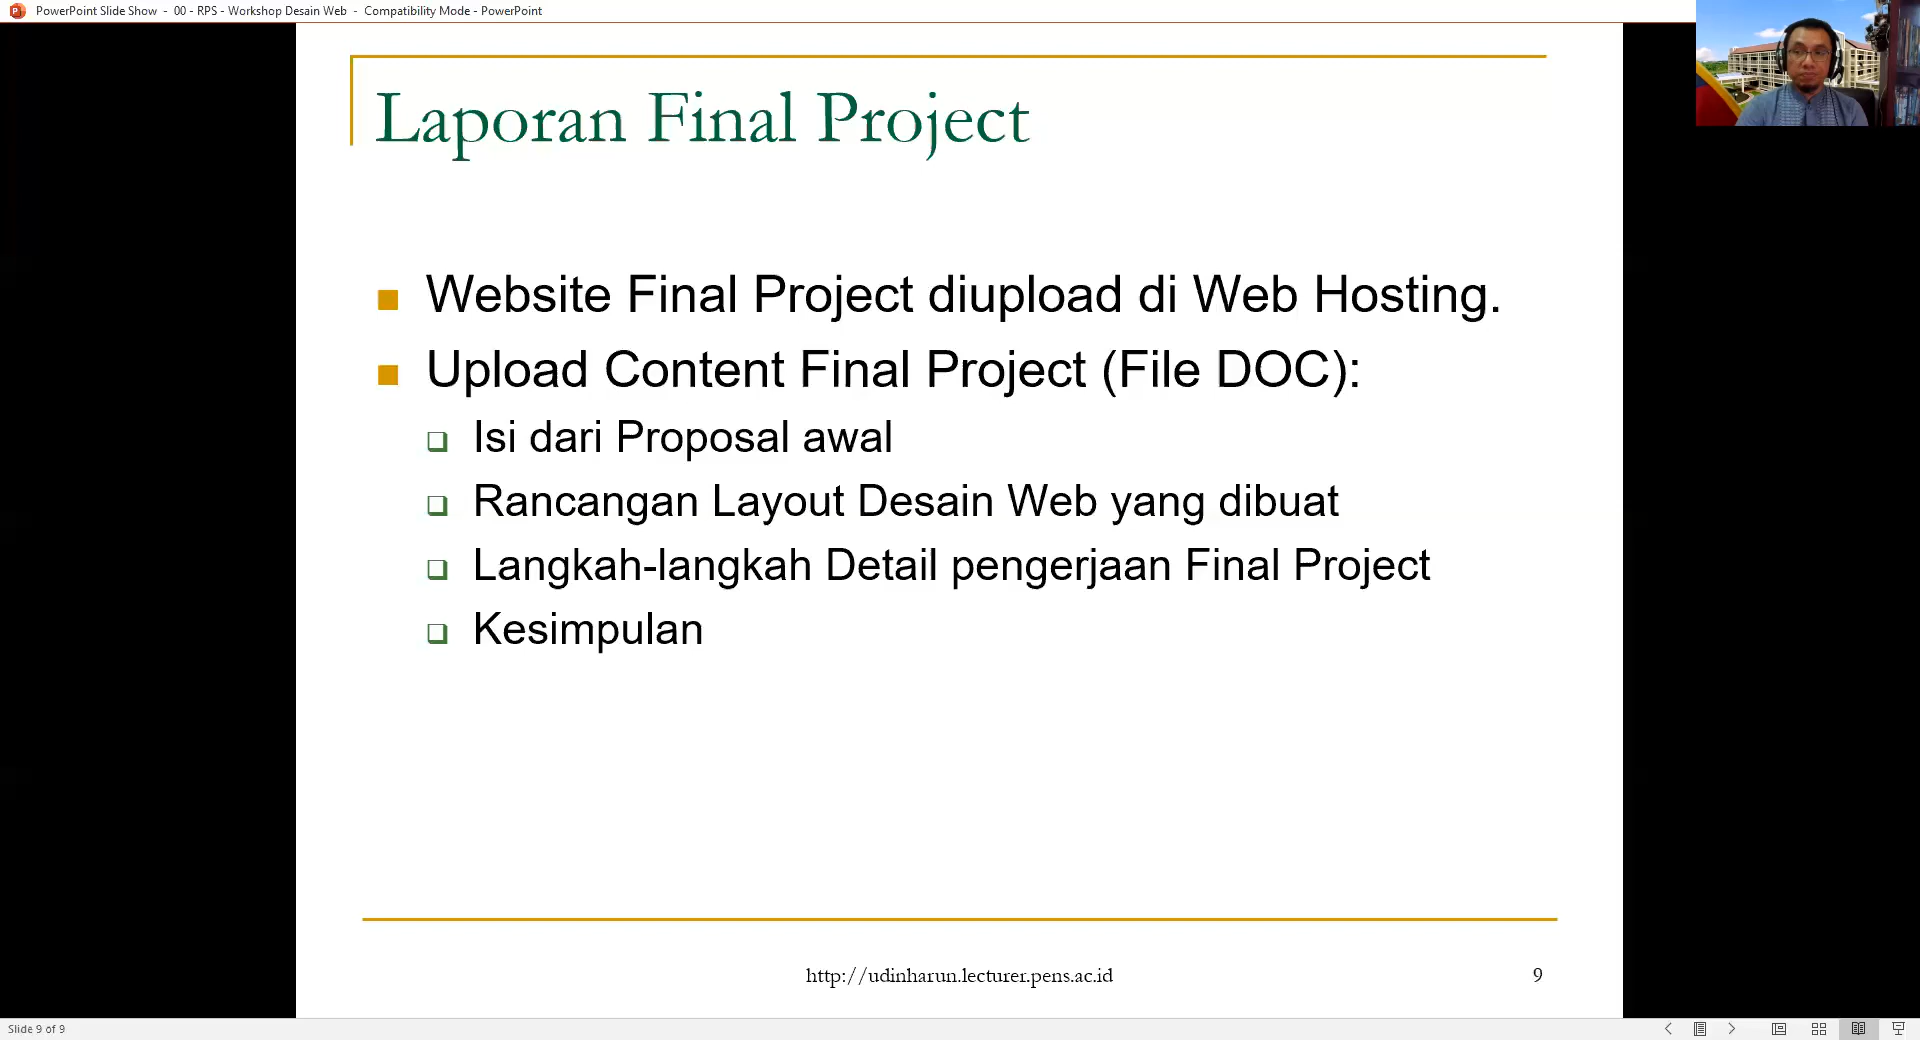 PowerPoint Slide Show - 00 - RPS - Workshop Desain Web - Compatibility Mode - PowerPoint
Laporan Final Project
Website Final Project diupload di Web Hosting.
Upload Content Final Project (File DOC):
Isi dari Proposal awal
Rancangan Layout Desain Web yang dibuat
Langkah-langkah Detail pengerjaan Final Project
Kesimpulan
http://udinharun.lecturer.pens.ac.id
9
Slide 9 of 9